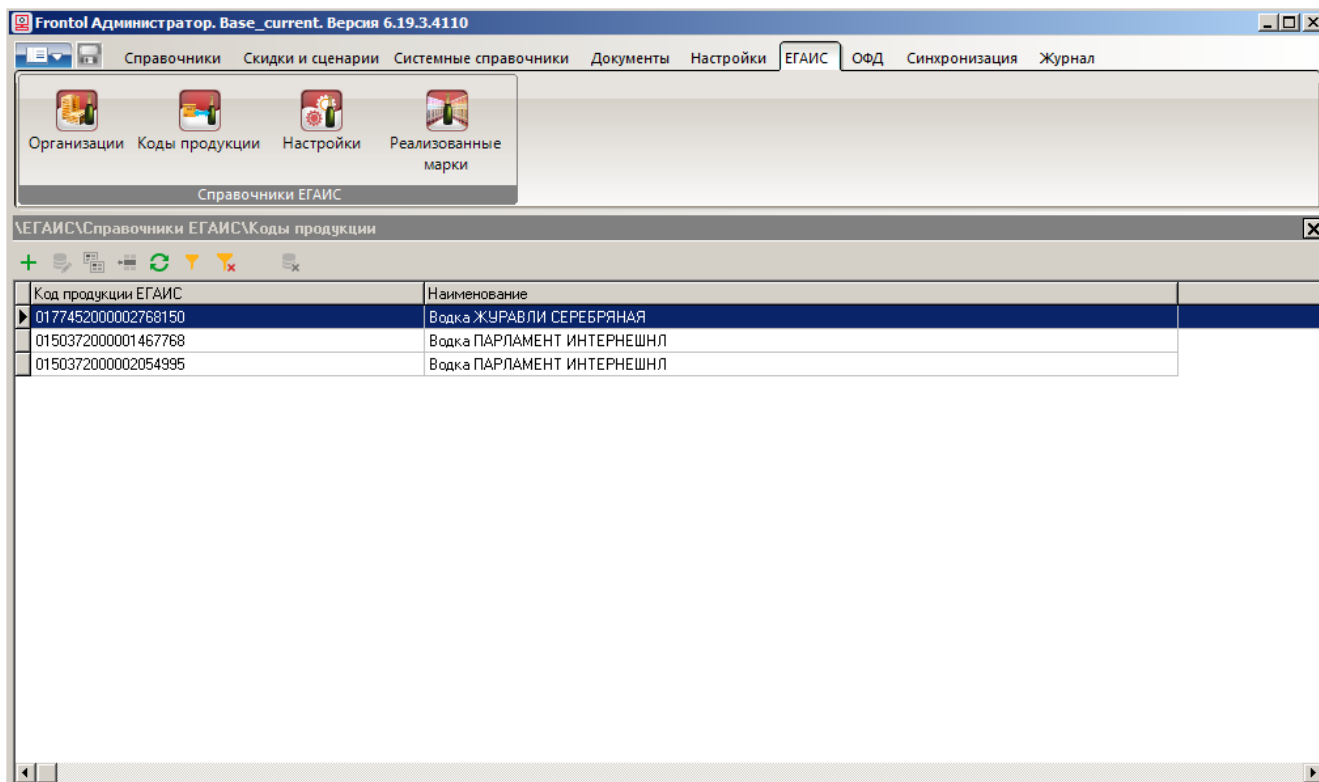 Frontol Администратор. Base_current. Версия 6.19.3.4110
Справочники Скидки и сценарии Системные справочники Документы Настройки ЕГАИС ОФД Синхронизация Журнал
Организации Коды продукции Настройки Реализованные марки
Справочники ЕГАИС
\ЕГАИС\Справочники ЕГАИС\Коды продукции
Код продукции ЕГАИС Наименование
0177452000002768150 Водка ЖУРАВЛИ СЕРЕБРЯНАЯ
0150372000001467768 Водка ПАРЛАМЕНТ ИНТЕРНЕШНЛ
0150372000002054995 Водка ПАРЛАМЕНТ ИНТЕРНЕШНЛ